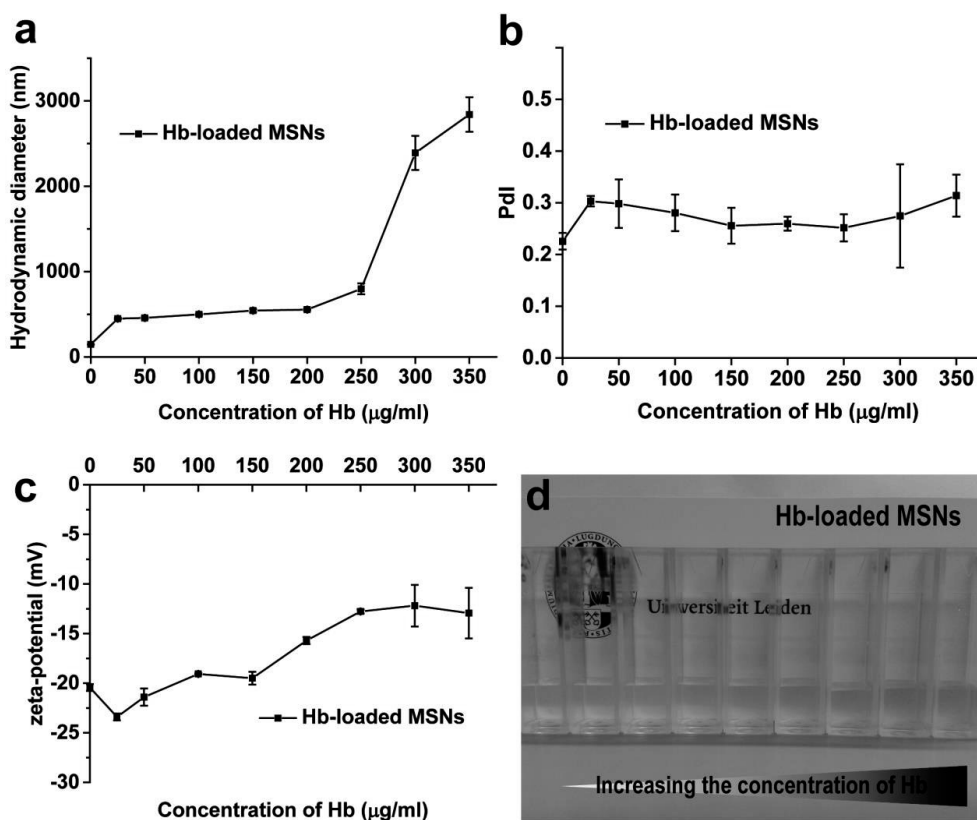 a
3000
2000
1000
0
Hydrodynamic diameter (nm)
Hb-loaded MSNs
0 50 100 150 200 250 300 350
Concentration of Hb (μg/ml)
b
0.5
0.4
0.3
0.2
0.1
0.0
PdI
Hb-loaded MSNs
0 50 100 150 200 250 300 350
Concentration of Hb (μg/ml)
c
0 50 100 150 200 250 300 350
0
-5
-10
-15
-20
-25
-30
zeta-potential (mV)
Hb-loaded MSNs
Concentration of Hb (μg/ml)
d
Hb-loaded MSNs
LUGDUN
Universiteit Leiden
Increasing the concentration of Hb